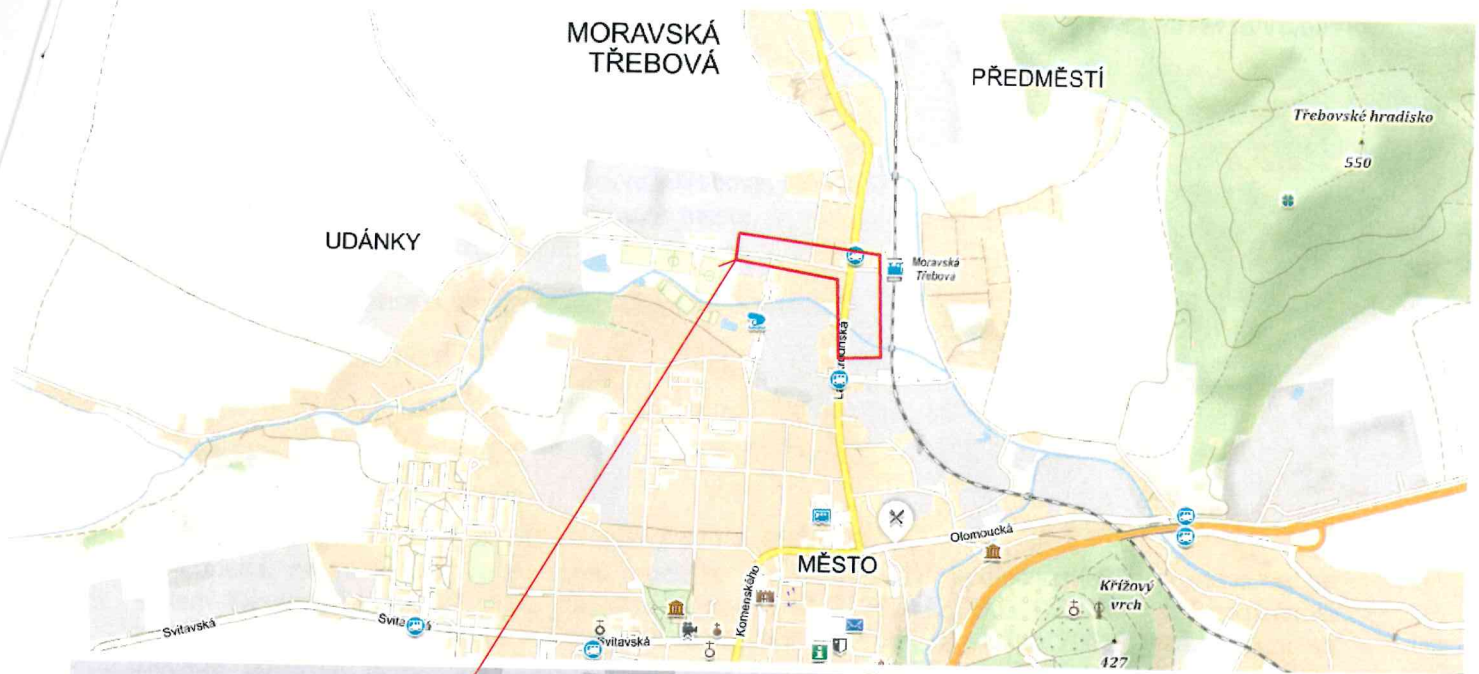 MORAVSKÁ
TŘEBOVÁ
PŘEDMĚSTÍ
Třebovské hradisko
550
UDÁNKY
Moravská
Třebová
Olomoucká
MĚSTO
Křížový
vrch
Komenského
Svitavská
Svitavská
427